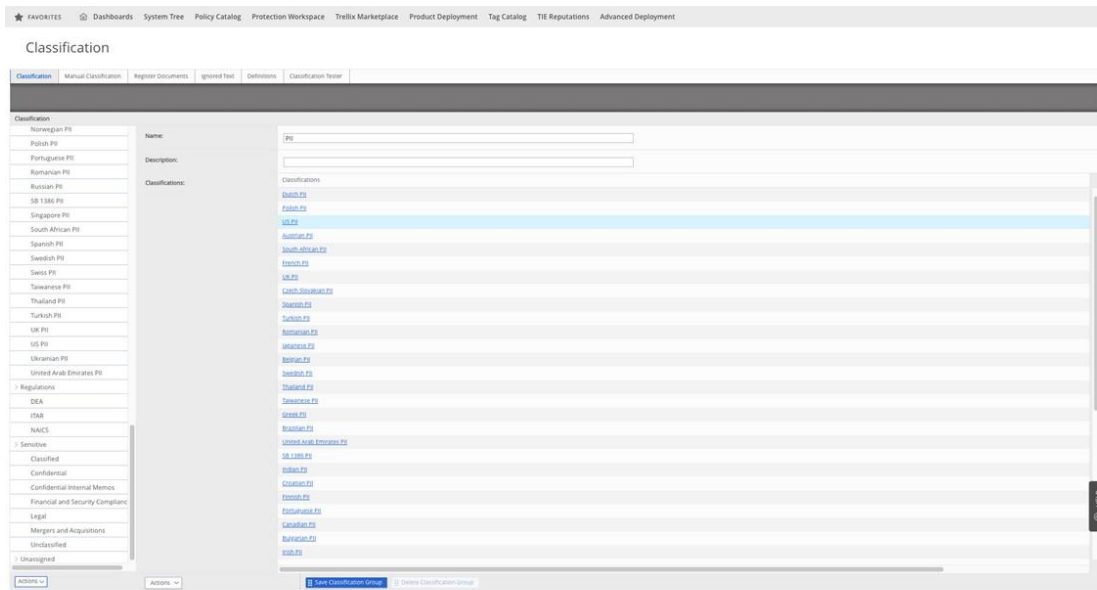 FAVORITES Dashboards System Tree Policy Catalog Protection Workspace Trellix Marketplace Product Deployment Tag Catalog TIE Reputations Advanced Deployment
Classification
Classification Manual Classification Register Documents Ignored Text Definitions Classification Tester
Classification
Norwegian PII
Polish PII
Portuguese PII
Romanian PII
Russian PII
SB 1386 PII
Singapore PII
South African PII
Spanish PII
Swedish PII
Swiss PII
Taiwanese PII
Thailand PII
Turkish PII
UK PII
US PII
Ukrainian PII
United Arab Emirates PII
> Regulations
DEA
ITAR
NAICS
> Sensitive
Classified
Confidential
Confidential Internal Memos
Financial and Security Complianc
Legal
Mergers and Acquisitions
Unclassified
> Unassigned
Actions
Name: PII
Description:
Classifications:
Classifications
Dutch PII
Polish PII
US PII
Austrian PII
South African PII
French PII
UK PII
Czech Slovakian PII
Spanish PII
Turkish PII
Romanian PII
Japanese PII
Belgian PII
Swedish PII
Thailand PII
Taiwanese PII
Greek PII
Brazilian PII
United Arab Emirates PII
SB 1386 PII
Indian PII
Croatian PII
Finnish PII
Portuguese PII
Canadian PII
Bulgarian PII
Irish PII
Actions Save Classification Group Delete Classification Group